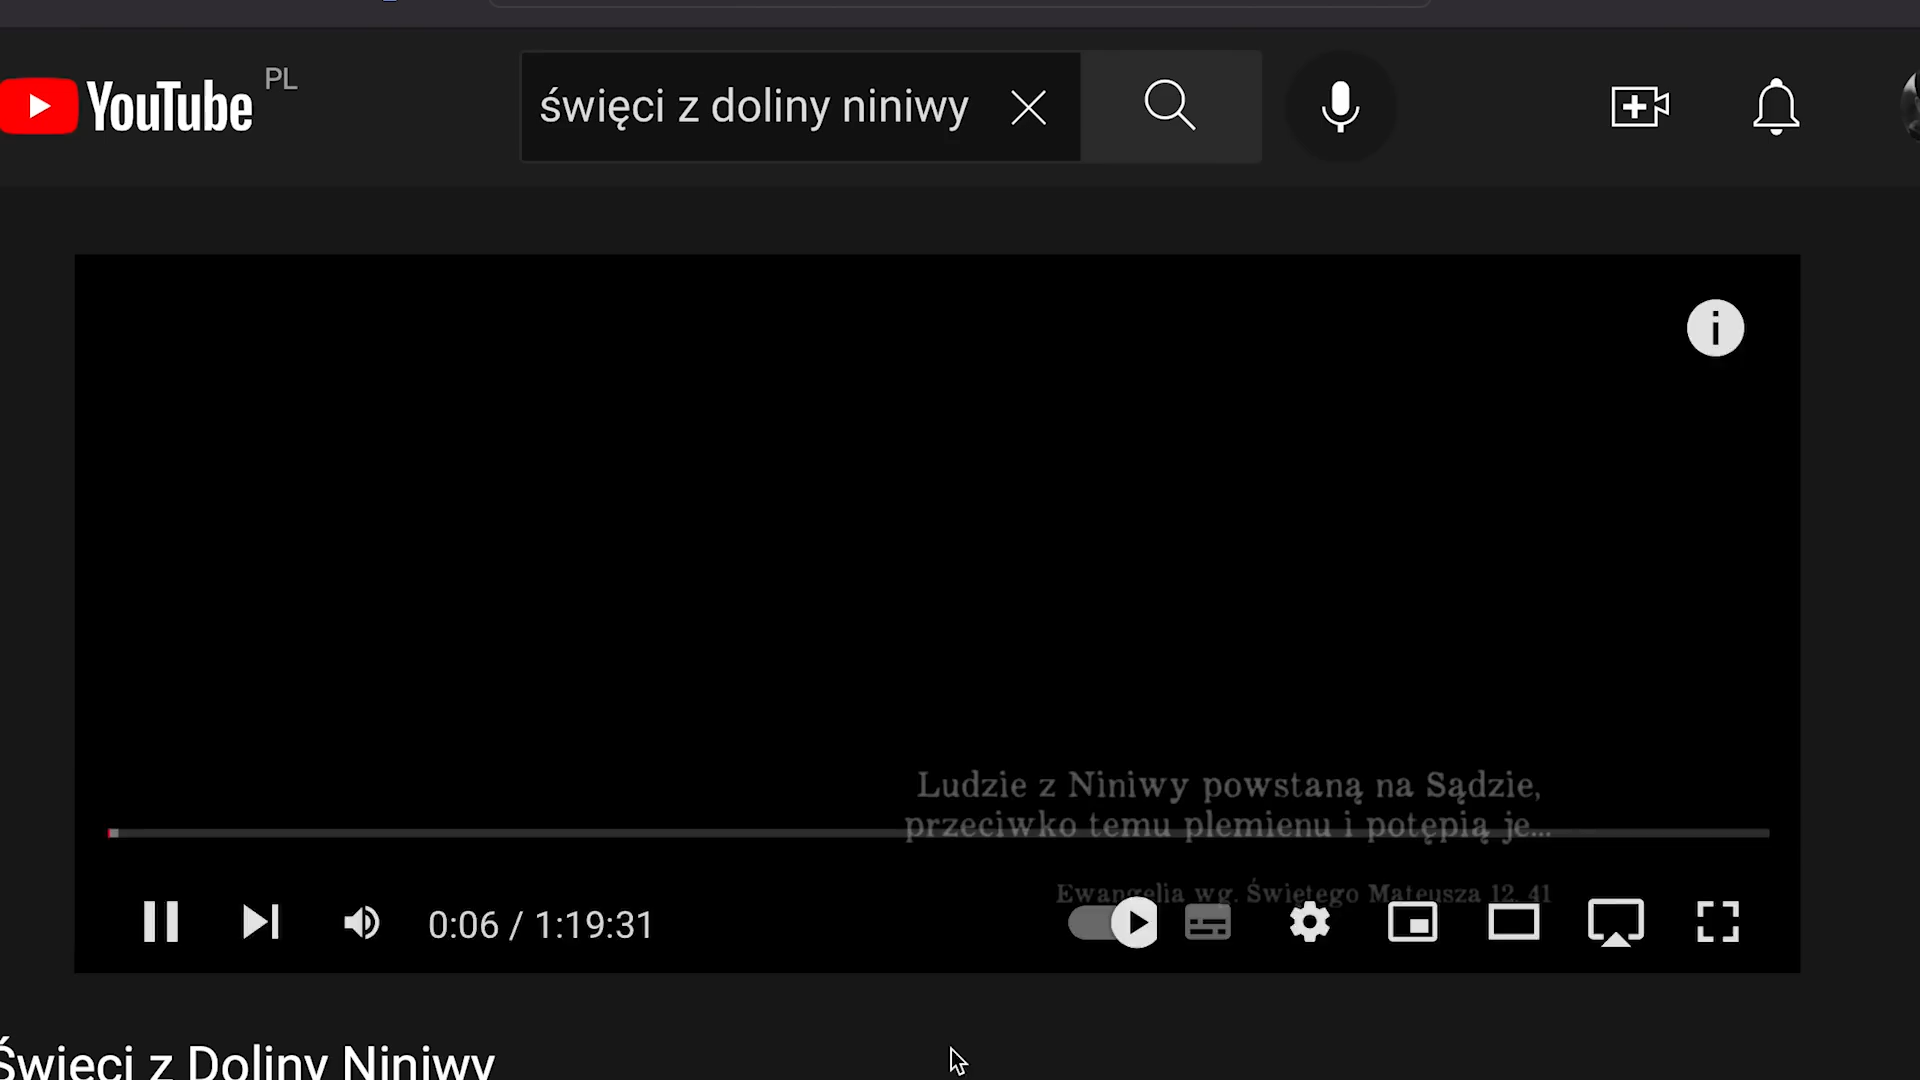 YouTube PL
święci z doliny niniwy
Ludzie z Niniwy powstaną na Sądzie,
przeciwko temu plemienu i potępią je...
Ewangelia wg. Świętego Mateusza 12, 41
0:06 / 1:19:31
Święci z Doliny Niniwy